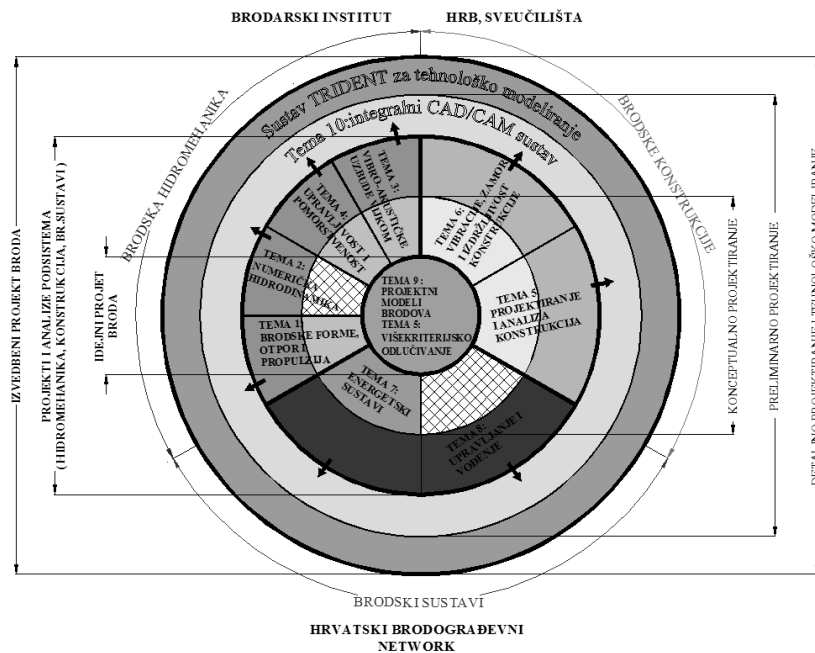 BRODARSKI INSTITUT
HRB, SVEUČILIŠTA
BRODSKA HIDROMEHANIKA
BRODSKE KONSTRUKCIJE
Sustav TRIDENT za tehnološko modeliranje
Tema 10:integralni CAD/CAM sustav
TEMA 3:
VIBRO-AKUSTIČKE
UZBUDE VIJKOM
TEMA 4:
UPRAVLJIVOST I
POMORSTVENOST
TEMA 6:
VIBRACIJE, ZAMOR
I IZDRŽLJIVOST
KONSTRUKCIJE
TEMA 2:
NUMERIČKA
HIDRODINAMIKA
TEMA 9:
PROJEKTNI
MODELI
BRODOVA
TEMA 5:
VIŠEKRITERIJSKO
ODLUČIVANJE
TEMA 5
PROJEKTIRANJE
I ANALIZA
KONSTRUKCIJA
TEMA 1:
BRODSKE FORME,
OTPOR I
PROPULZIJA
TEMA 7:
ENERGETSKI
SUSTAVI
TEMA 8:
UPRAVLJANJE I
VOĐENJE
IZVEDBENI PROJEKT BRODA
PROJEKTI I ANALIZE PODSISTEMA
( HIDROMEHANIKA, KONSTRUKCIJA, BR.SUSTAVI )
IDEJNI PROJET
BRODA
KONCEPTUALNO PROJEKTIRANJE
PRELIMINARNO PROJEKTIRANJE
BRODSKI SUSTAVI
HRVATSKI BRODOGRAĐEVNI
NETWORK